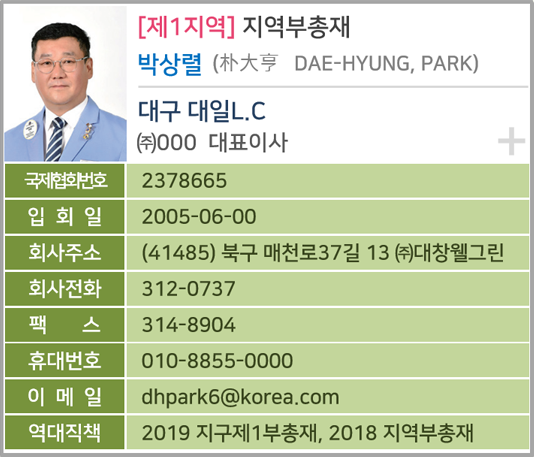 [제1지역] 지역부총재
박상렬 (朴大亨 DAE-HYUNG, PARK)
대구 대일L.C
㈜000 대표이사
국제협회번호 2378665
입 회 일 2005-06-00
회사주소 (41485) 북구 매천로37길 13 ㈜대창웰그린
회사전화 312-0737
팩 스 314-8904
휴대번호 010-8855-0000
이 메 일 dhpark6@korea.com
역대직책 2019 지구제1부총재, 2018 지역부총재